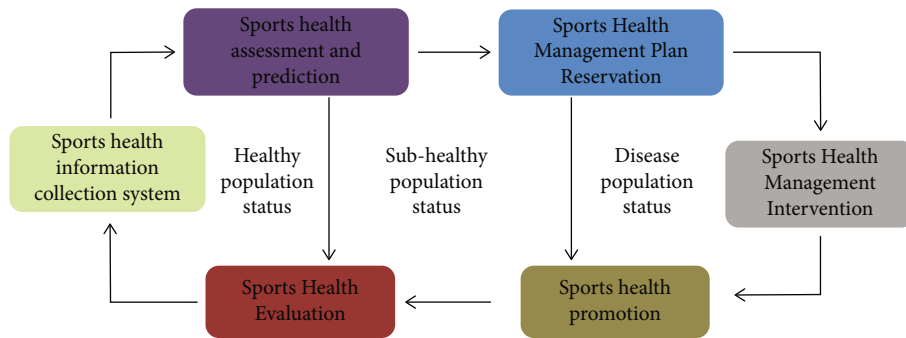 Sports health
assessment and
prediction
Sports Health
Management Plan
Reservation
Sports health
information
collection system
Healthy
population
status
Sub-healthy
population
status
Disease
population
status
Sports Health
Management
Intervention
Sports Health
Evaluation
Sports health
promotion